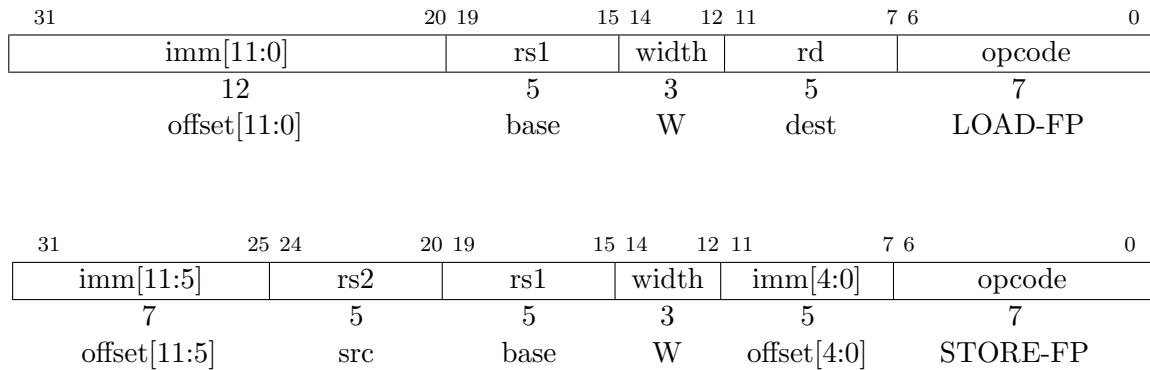 31 20 19 15 14 12 11 7 6 0
imm[11:0] rs1 width rd opcode
12 5 3 5 7
offset[11:0] base W dest LOAD-FP
31 25 24 20 19 15 14 12 11 7 6 0
imm[11:5] rs2 rs1 width imm[4:0] opcode
7 5 5 3 5 7
offset[11:5] src base W offset[4:0] STORE-FP